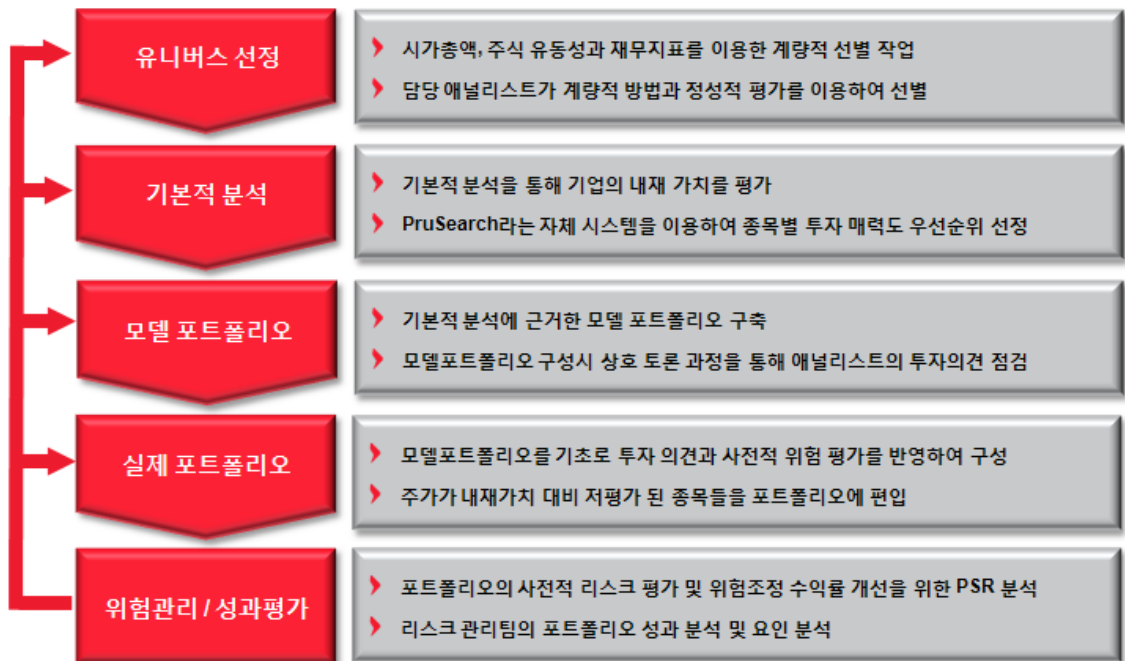 유니버스 선정
시가총액, 주식 유동성과 재무지표를 이용한 계량적 선별 작업
담당 애널리스트가 계량적 방법과 정성적 평가를 이용하여 선별
기본적 분석
기본적 분석을 통해 기업의 내재 가치를 평가
PruSearch라는 자체 시스템을 이용하여 종목별 투자 매력도 우선순위 선정
모델 포트폴리오
기본적 분석에 근거한 모델 포트폴리오 구축
모델포트폴리오 구성시 상호 토론 과정을 통해 애널리스트의 투자의견 점검
실제 포트폴리오
모델포트폴리오를 기초로 투자 의견과 사전적 위험 평가를 반영하여 구성
주가가 내재가치 대비 저평가 된 종목들을 포트폴리오에 편입
위험관리 / 성과평가
포트폴리오의 사전적 리스크 평가 및 위험조정 수익률 개선을 위한 PSR 분석
리스크 관리팀의 포트폴리오 성과 분석 및 요인 분석